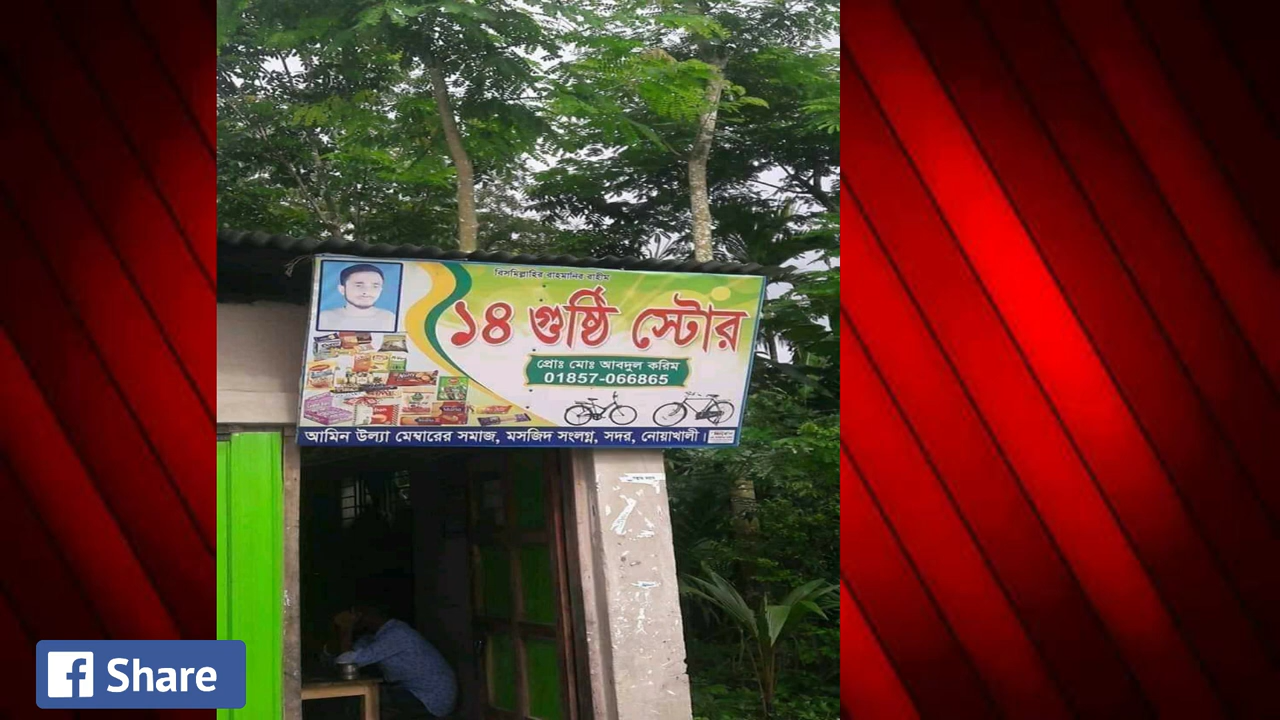 বিসমিল্লাহির রাহমানির রাহীম
১৪ গুষ্ঠি স্টোর
প্রোঃ মোঃ আবদুল করিম
01857-066865
আমিন উল্যা মেম্বারের সমাজ, মসজিদ সংলগ্ন, সদর, নোয়াখালী।
Share